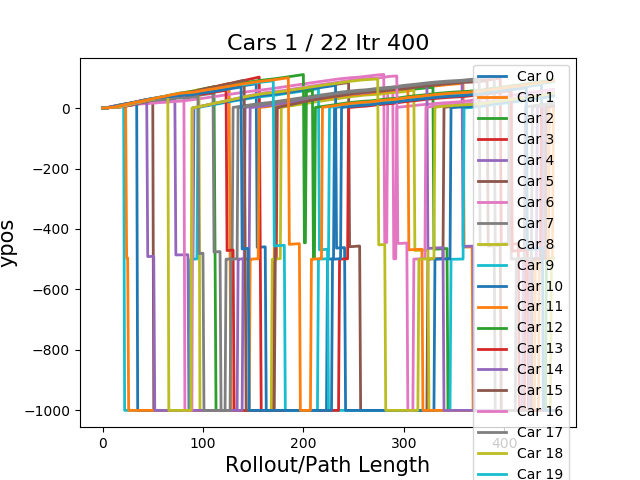 Cars 1 / 22 Itr 400
ypos
0
−200
−400
−600
−800
−1000
0
100
200
300
400
Rollout/Path Length
Car 0
Car 1
Car 2
Car 3
Car 4
Car 5
Car 6
Car 7
Car 8
Car 9
Car 10
Car 11
Car 12
Car 13
Car 14
Car 15
Car 16
Car 17
Car 18
Car 19